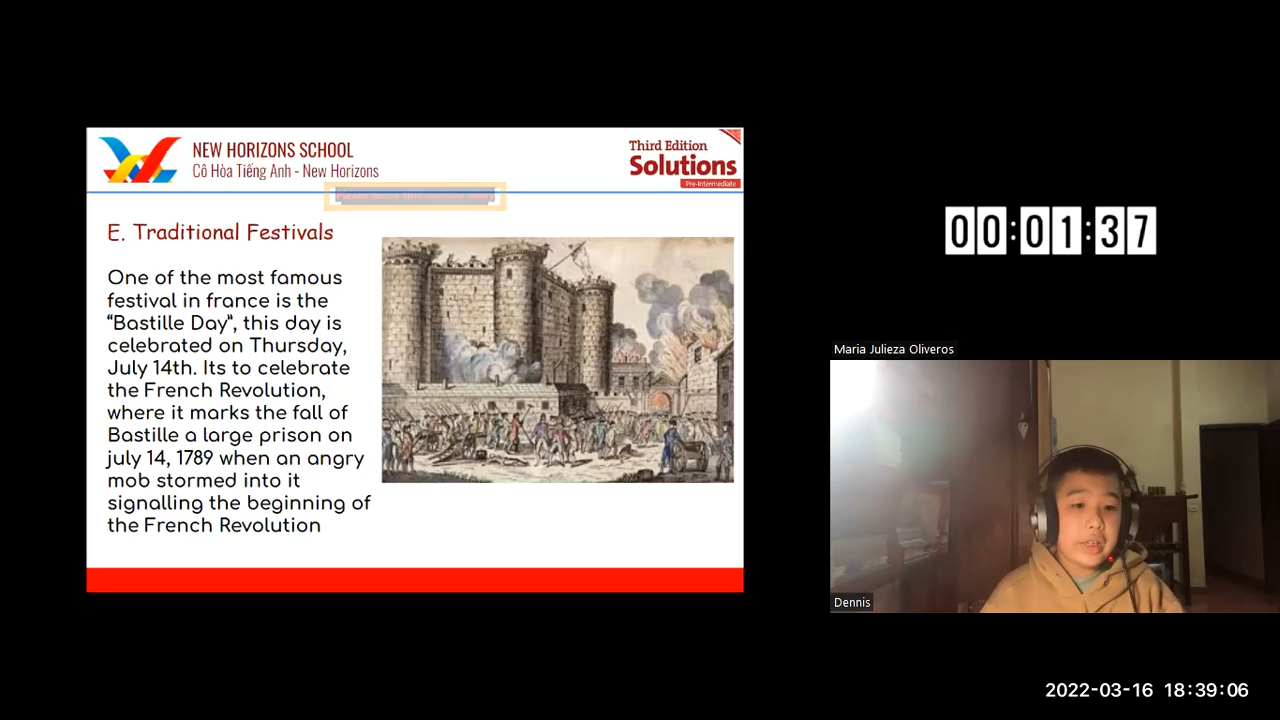 NEW HORIZONS SCHOOL
Cô Hòa Tiếng Anh - New Horizons
Third Edition
Solutions
Pre-Intermediate
E. Traditional Festivals
One of the most famous
festival in france is the
“Bastille Day”, this day is
celebrated on Thursday,
July 14th. Its to celebrate
the French Revolution,
where it marks the fall of
Bastille a large prison on
july 14, 1789 when an angry
mob stormed into it
signalling the beginning of
the French Revolution
00:01:37
Maria Julieza Oliveros
Dennis
2022-03-16 18:39:06